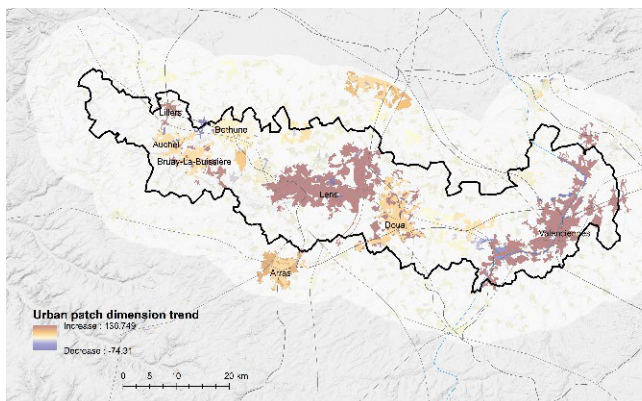 Lillers
Bethune
Auchel
Bruay-La-Buissière
Lens
Douai
Valenciennes
Arras
Urban patch dimension trend
Increase : 136.749
Decrease : -74.31
0 5 10 20 km